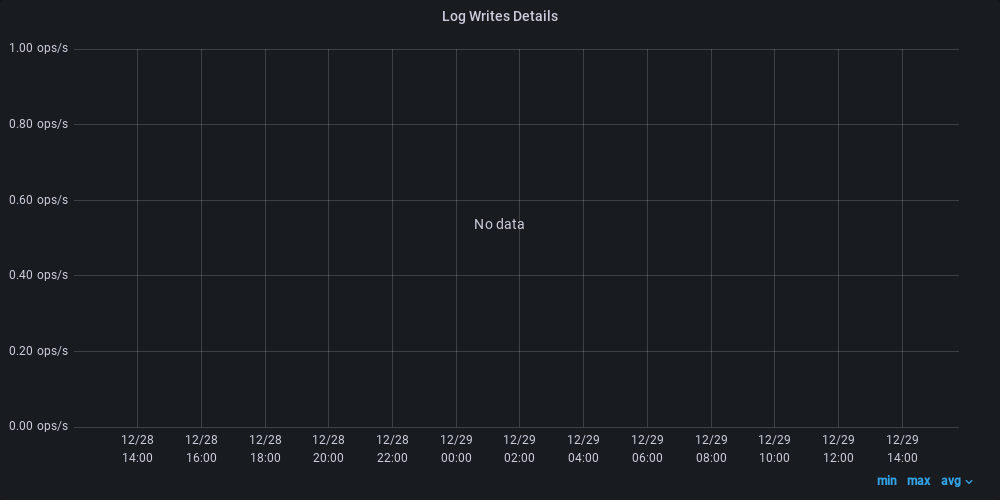 Log Writes Details
1.00 ops/s
0.80 ops/s
0.60 ops/s
No data
0.40 ops/s
0.20 ops/s
0.00 ops/s
12/28 12/28 12/28 12/28 12/28 12/29 12/29 12/29 12/29 12/29 12/29 12/29 12/29
14:00 16:00 18:00 20:00 22:00 00:00 02:00 04:00 06:00 08:00 10:00 12:00 14:00
min max avg